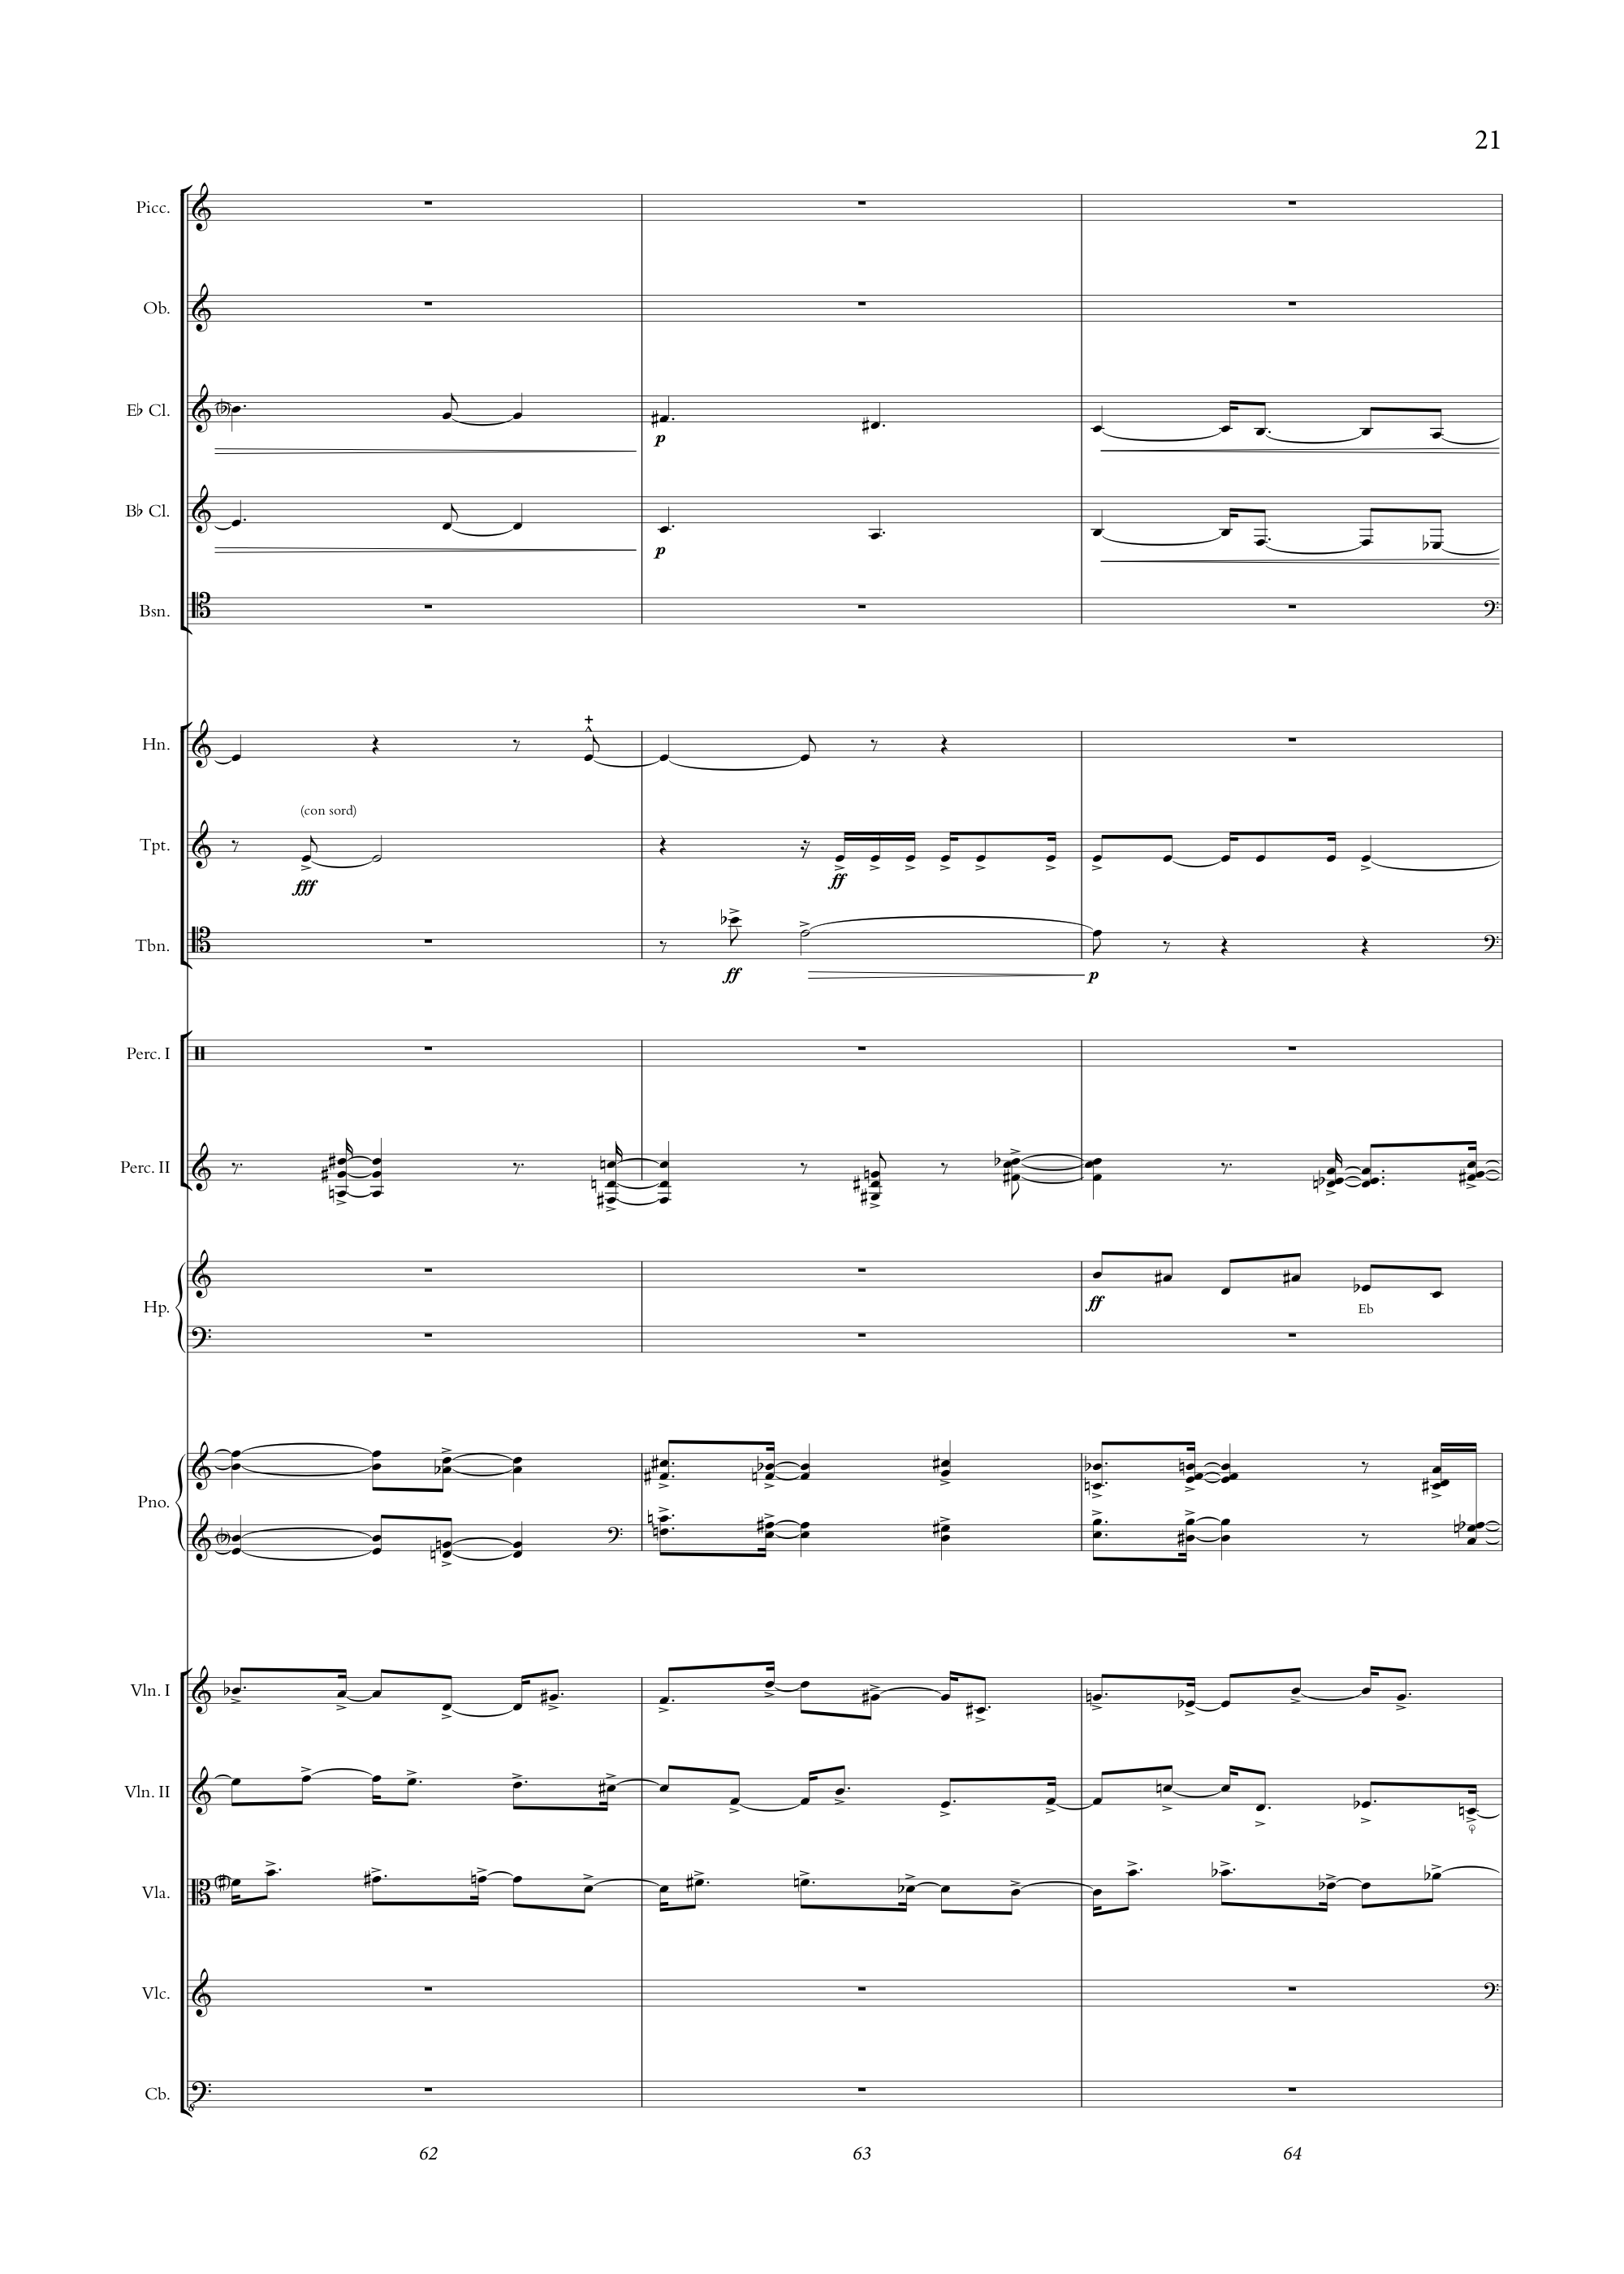 21
Picc.
Ob.
E♭ Cl.
p
B♭ Cl.
p
Bsn.
Hn.
(con sord)
Tpt.
fff
ff
Tbn.
ff
p
Perc. I
Perc. II
Hp.
ff
Eb
Pno.
Vln. I
Vln. II
Vla.
Vlc.
Cb.
8
62
63
64